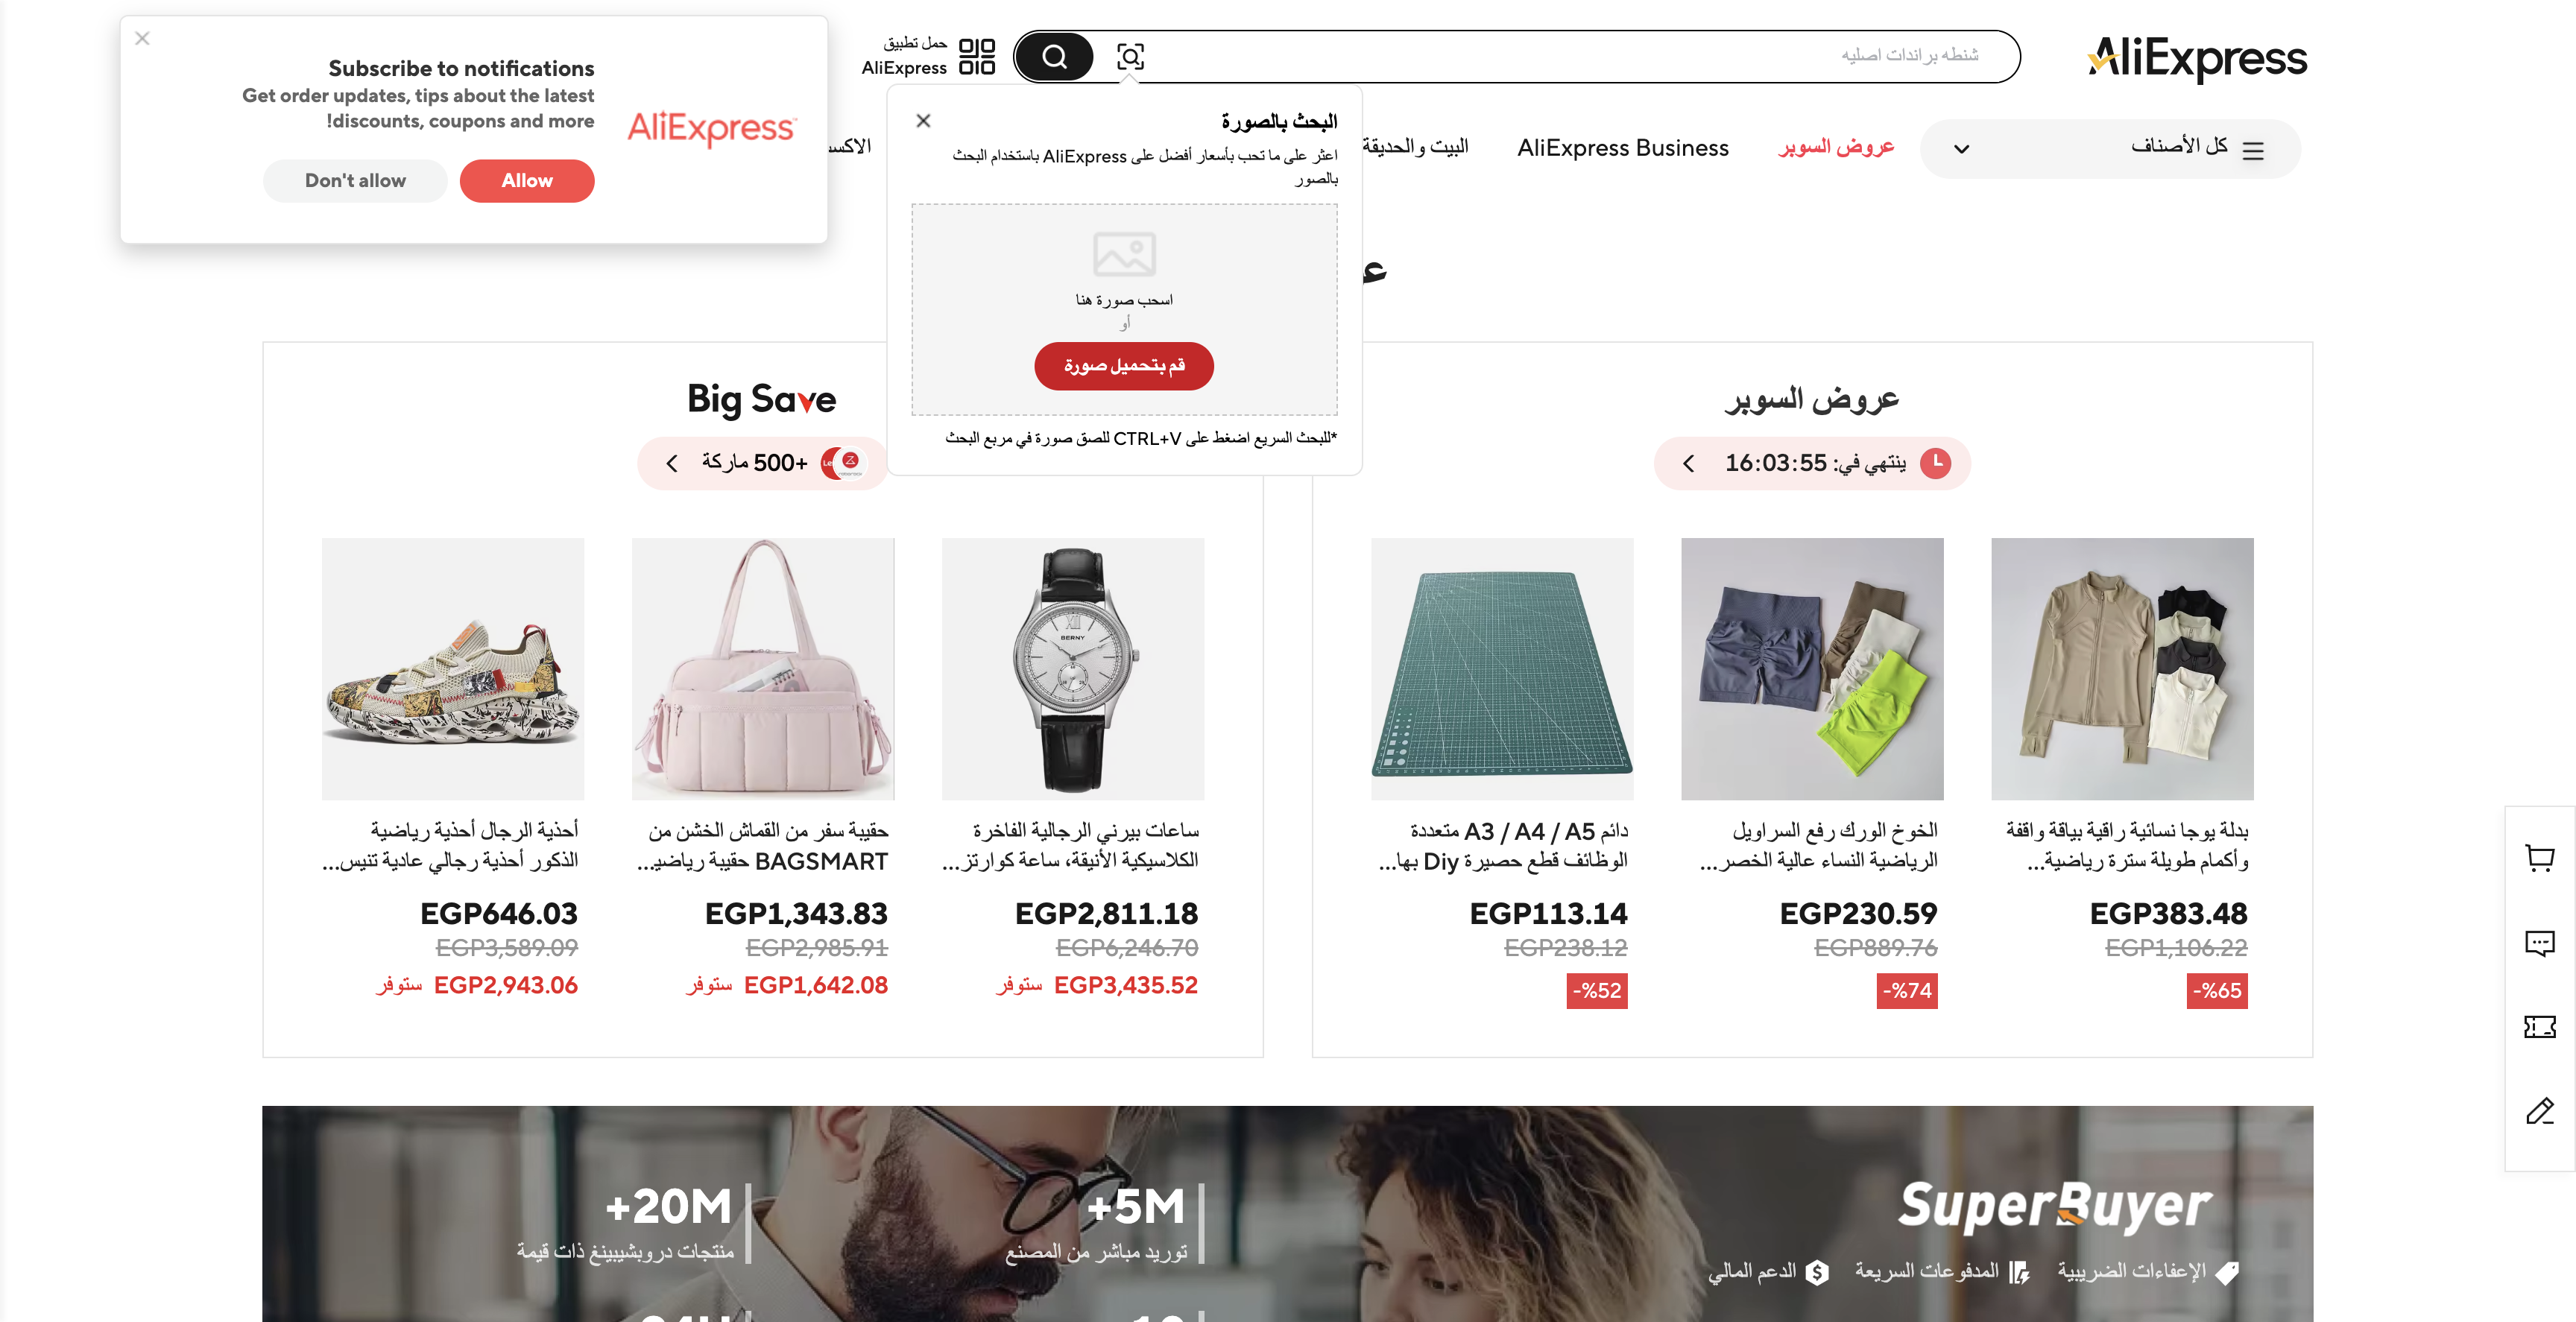 AliExpress
شنطه براندات اصليه
حمل تطبيق
AliExpress
كل الأصناف
عروض السوبر
AliExpress Business
البيت والحديقة
Subscribe to notifications
Get order updates, tips about the latest
!discounts, coupons and more
AliExpress
Don't allow
Allow
البحث بالصورة
اعثر على ما تحب بأسعار أفضل على AliExpress باستخدام البحث
بالصور
اسحب صورة هنا
أو
قم بتحميل صورة
*للبحث السريع اضغط على CTRL+V للصق صورة في مربع البحث
عروض السوبر
ينتهي في: 16:03:55
بدلة يوجا نسائية راقية بياقة واقفة
وأكمام طويلة سترة رياضية...
EGP383.48
EGP1,106.22
-%65
الخوخ الورك رفع السراويل
الرياضية النساء عالية الخصر...
EGP230.59
EGP889.76
-%74
دائم A3 / A4 / A5 متعددة
الوظائف قطع حصيرة Diy بها...
EGP113.14
EGP238.12
-%52
Big Save
+500 ماركة
BERNY
ساعات بيرني الرجالية الفاخرة
الكلاسيكية الأنيقة، ساعة كوارتز...
EGP2,811.18
EGP6,246.70
ستوفر EGP3,435.52
حقيبة سفر من القماش الخشن من
BAGSMART حقيبة رياضيـ...
EGP1,343.83
EGP2,985.91
ستوفر EGP1,642.08
أحذية الرجال أحذية رياضية
الذكور أحذية رجالي عادية تنيس...
EGP646.03
EGP3,589.09
ستوفر EGP2,943.06
SuperBuyer
الإعفاءات الضريبية
المدفوعات السريعة
الدعم المالي
+5M
توريد مباشر من المصنع
+20M
منتجات دروبشيبينغ ذات قيمة